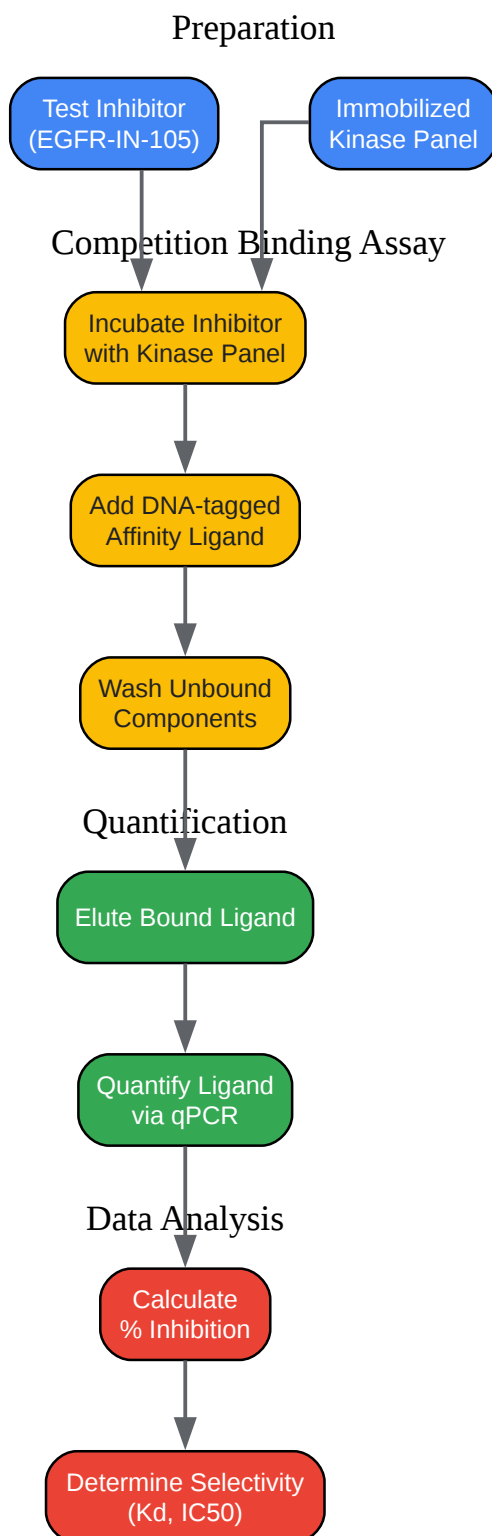 Preparation
Test Inhibitor
(EGFR-IN-105)
Immobilized
Kinase Panel
Competition Binding Assay
Incubate Inhibitor
with Kinase Panel
Add DNA-tagged
Affinity Ligand
Wash Unbound
Components
Quantification
Elute Bound Ligand
Quantify Ligand
via qPCR
Data Analysis
Calculate
% Inhibition
Determine Selectivity
(Kd, IC50)